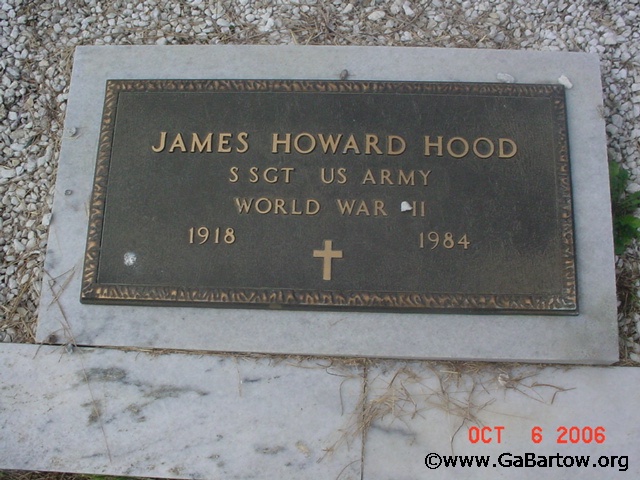 JAMES HOWARD HOOD
S SGT US ARMY
WORLD WAR II
1918 1984
OCT 6 2006
©www.GaBartow.org